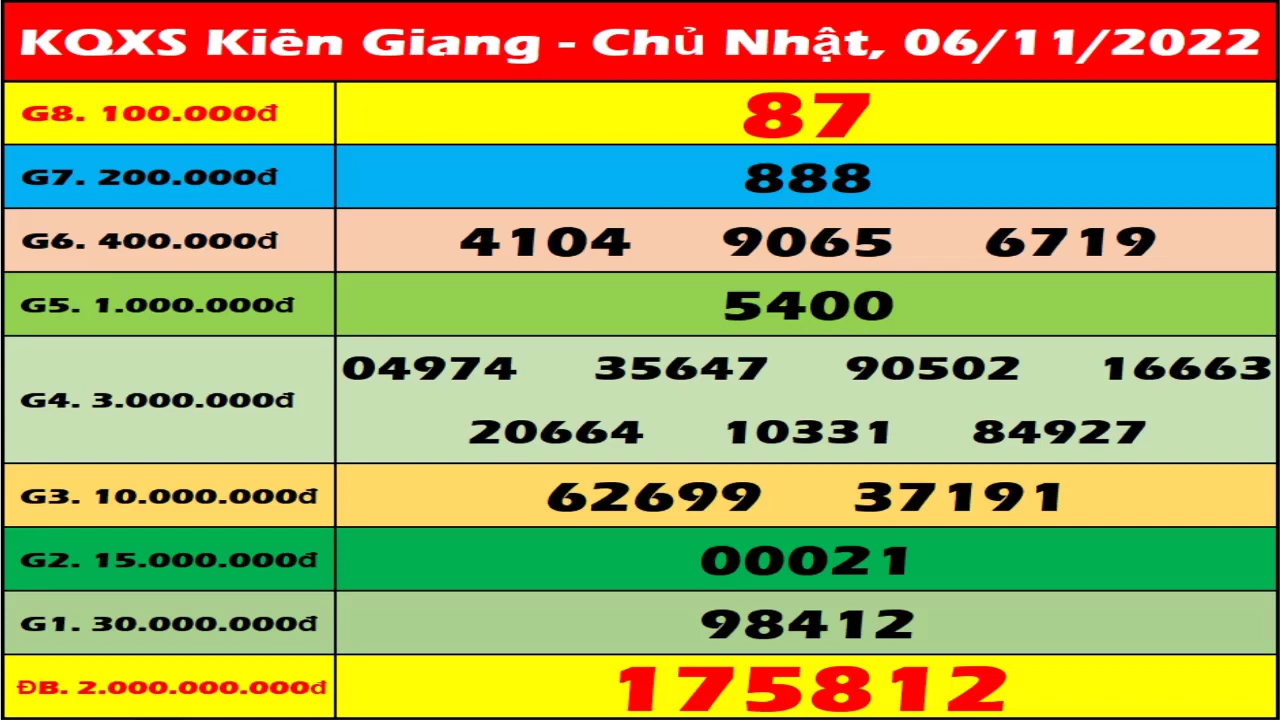 KQXS Kiên Giang - Chủ Nhật, 06/11/2022
G8. 100.000đ 87
G7. 200.000đ 888
G6. 400.000đ 4104 9065 6719
G5. 1.000.000đ 5400
G4. 3.000.000đ 04974 35647 90502 16663
20664 10331 84927
G3. 10.000.000đ 62699 37191
G2. 15.000.000đ 00021
G1. 30.000.000đ 98412
ĐB. 2.000.000.000đ 175812